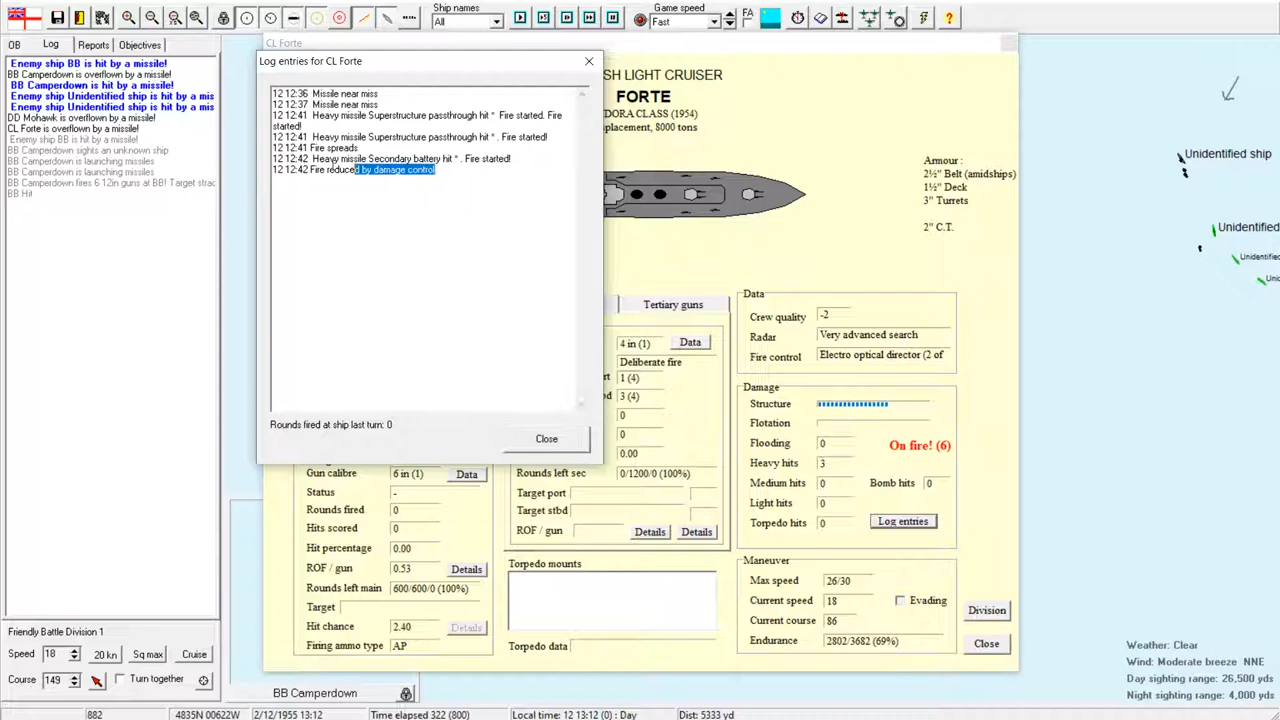 Ship names
All
Game speed
Fast
FA
OB
Log
Reports
Objectives
Enemy ship BB is hit by a missile!
BB Camperdown is overflown by a missile!
BB Camperdown is hit by a missile!
Enemy ship Unidentified ship is hit by a mis
Enemy ship Unidentified ship is hit by a mis
DD Mohawk is overflown by a missile!
CL Forte is overflown by a missile!
Enemy ship BB is hit by a missile!
BB Camperdown sights an unknown ship
BB Camperdown is launching missiles
BB Camperdown is launching missiles
BB Camperdown fires 6 12in guns at BB! Target strad
BB Hit
Friendly Battle Division 1
Speed
18
20 kn
Sq max
Cruise
Course
149
Turn together
CL Forte
Log entries for CL Forte
12 12:36 Missile near miss
12 12:37 Missile near miss
12 12:41 Heavy missile Superstructure passthrough hit * Fire started. Fire
started!
12 12:41 Heavy missile Superstructure passthrough hit * . Fire started!
12 12:41 Fire spreads
12 12:42 Heavy missile Secondary battery hit * . Fire started!
12 12:42 Fire reduced by damage control
Rounds fired at ship last turn: 0
Close
SH LIGHT CRUISER
FORTE
DORA CLASS (1954)
placement, 8000 tons
Armour :
2½" Belt (amidships)
1½" Deck
3" Turrets
2" C.T.
Tertiary guns
4 in (1)
Data
Deliberate fire
1 (4)
3 (4)
0
0
0.00
Rounds left sec
0/1200/0 (100%)
Target port
Target stbd
ROF / gun
Details
Details
Gun calibre
6 in (1)
Data
Status
-
Rounds fired
0
Hits scored
0
Hit percentage
0.00
ROF / gun
0.53
Details
Rounds left main
600/600/0 (100%)
Target
Hit chance
2.40
Details
Firing ammo type
AP
Torpedo mounts
Torpedo data
Data
Crew quality
-2
Radar
Very advanced search
Fire control
Electro optical director (2 of
Damage
Structure
Flotation
Flooding
0
On fire! (6)
Heavy hits
3
Medium hits
0
Bomb hits
0
Light hits
0
Torpedo hits
0
Log entries
Maneuver
Max speed
26/30
Current speed
18
Evading
Current course
86
Endurance
2802/3682 (69%)
Division
Close
Unidentified ship
Unidentified
Unidentified
Uni
Weather: Clear
Wind: Moderate breeze NNE
Day sighting range: 26,500 yds
Night sighting range: 4,000 yds
BB Camperdown
882
4835N 00622W
2/12/1955 13:12
Time elapsed 322 (800)
Local time: 12 13:12 (0) : Day
Dist: 5333 yd